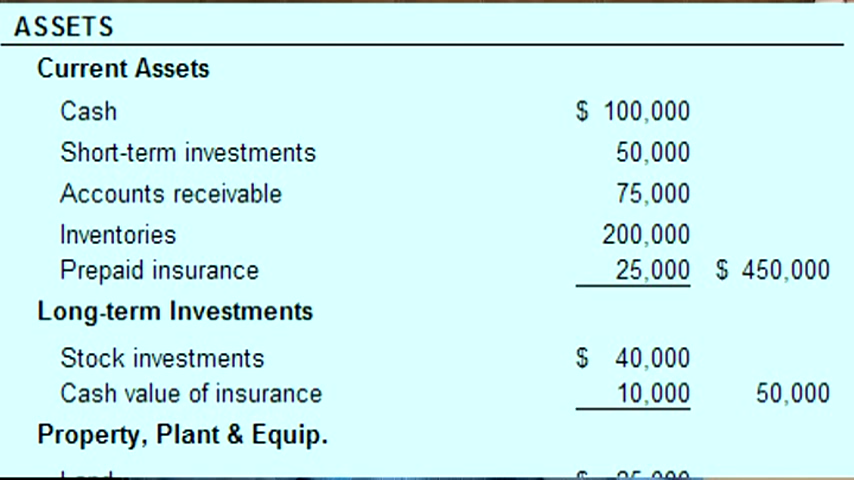 ASSETS
Current Assets
Cash $ 100,000
Short-term investments 50,000
Accounts receivable 75,000
Inventories 200,000
Prepaid insurance 25,000 $ 450,000
Long-term Investments
Stock investments $ 40,000
Cash value of insurance 10,000 50,000
Property, Plant & Equip.